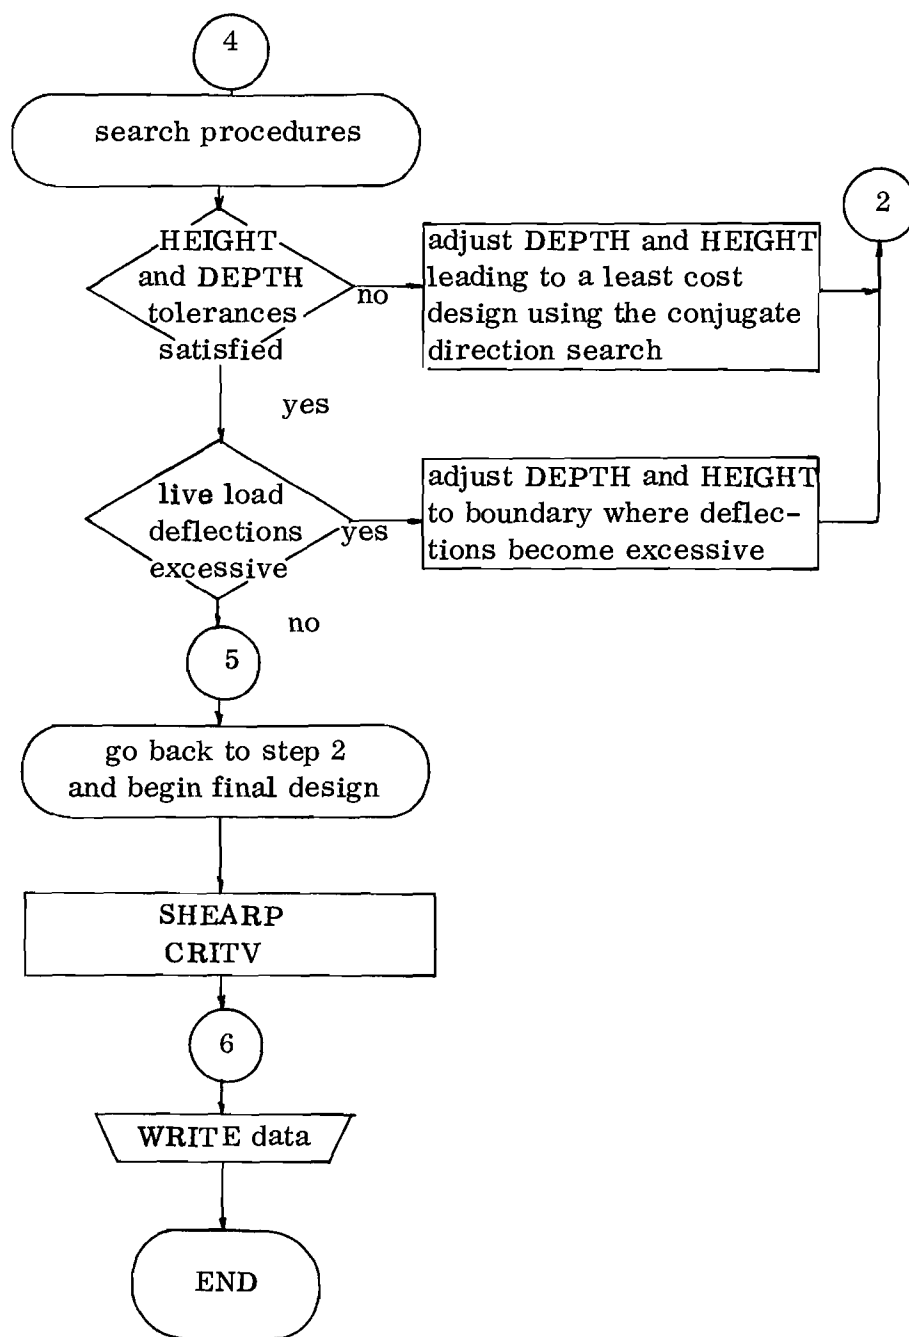 4
search procedures
HEIGHT
and DEPTH
tolerances
satisfied
no
adjust DEPTH and HEIGHT
leading to a least cost
design using the conjugate
direction search
2
yes
live load
deflections
excessive
yes
adjust DEPTH and HEIGHT
to boundary where deflec-
tions become excessive
no
5
go back to step 2
and begin final design
SHEARP
CRITV
6
WRITE data
END